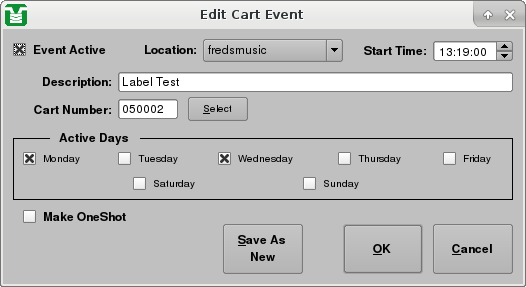 Edit Cart Event
Event Active Location: fredsmusic Start Time: 13:19:00
Description: Label Test
Cart Number: 050002 Select
Active Days
Monday Tuesday Wednesday Thursday Friday
Saturday Sunday
Make OneShot
Save As
New
OK
Cancel